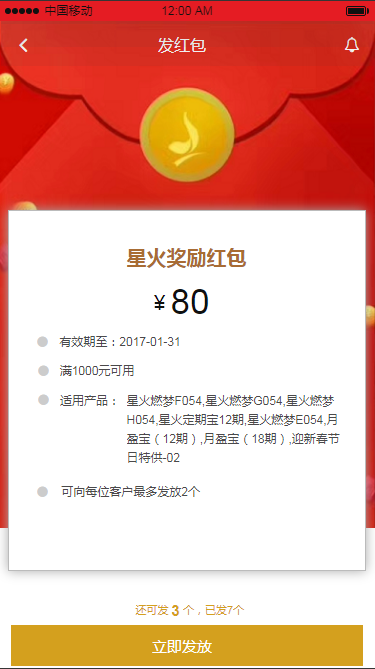 中国移动 12:00 AM
发红包
星火奖励红包
¥ 80
有效期至：2017-01-31
满1000元可用
适用产品： 星火燃梦F054,星火燃梦G054,星火燃梦
H054,星火定期宝12期,星火燃梦E054,月
盈宝（12期）,月盈宝（18期）,迎新春节
日特供-02
可向每位客户最多发放2个
还可发 3 个，已发7个
立即发放